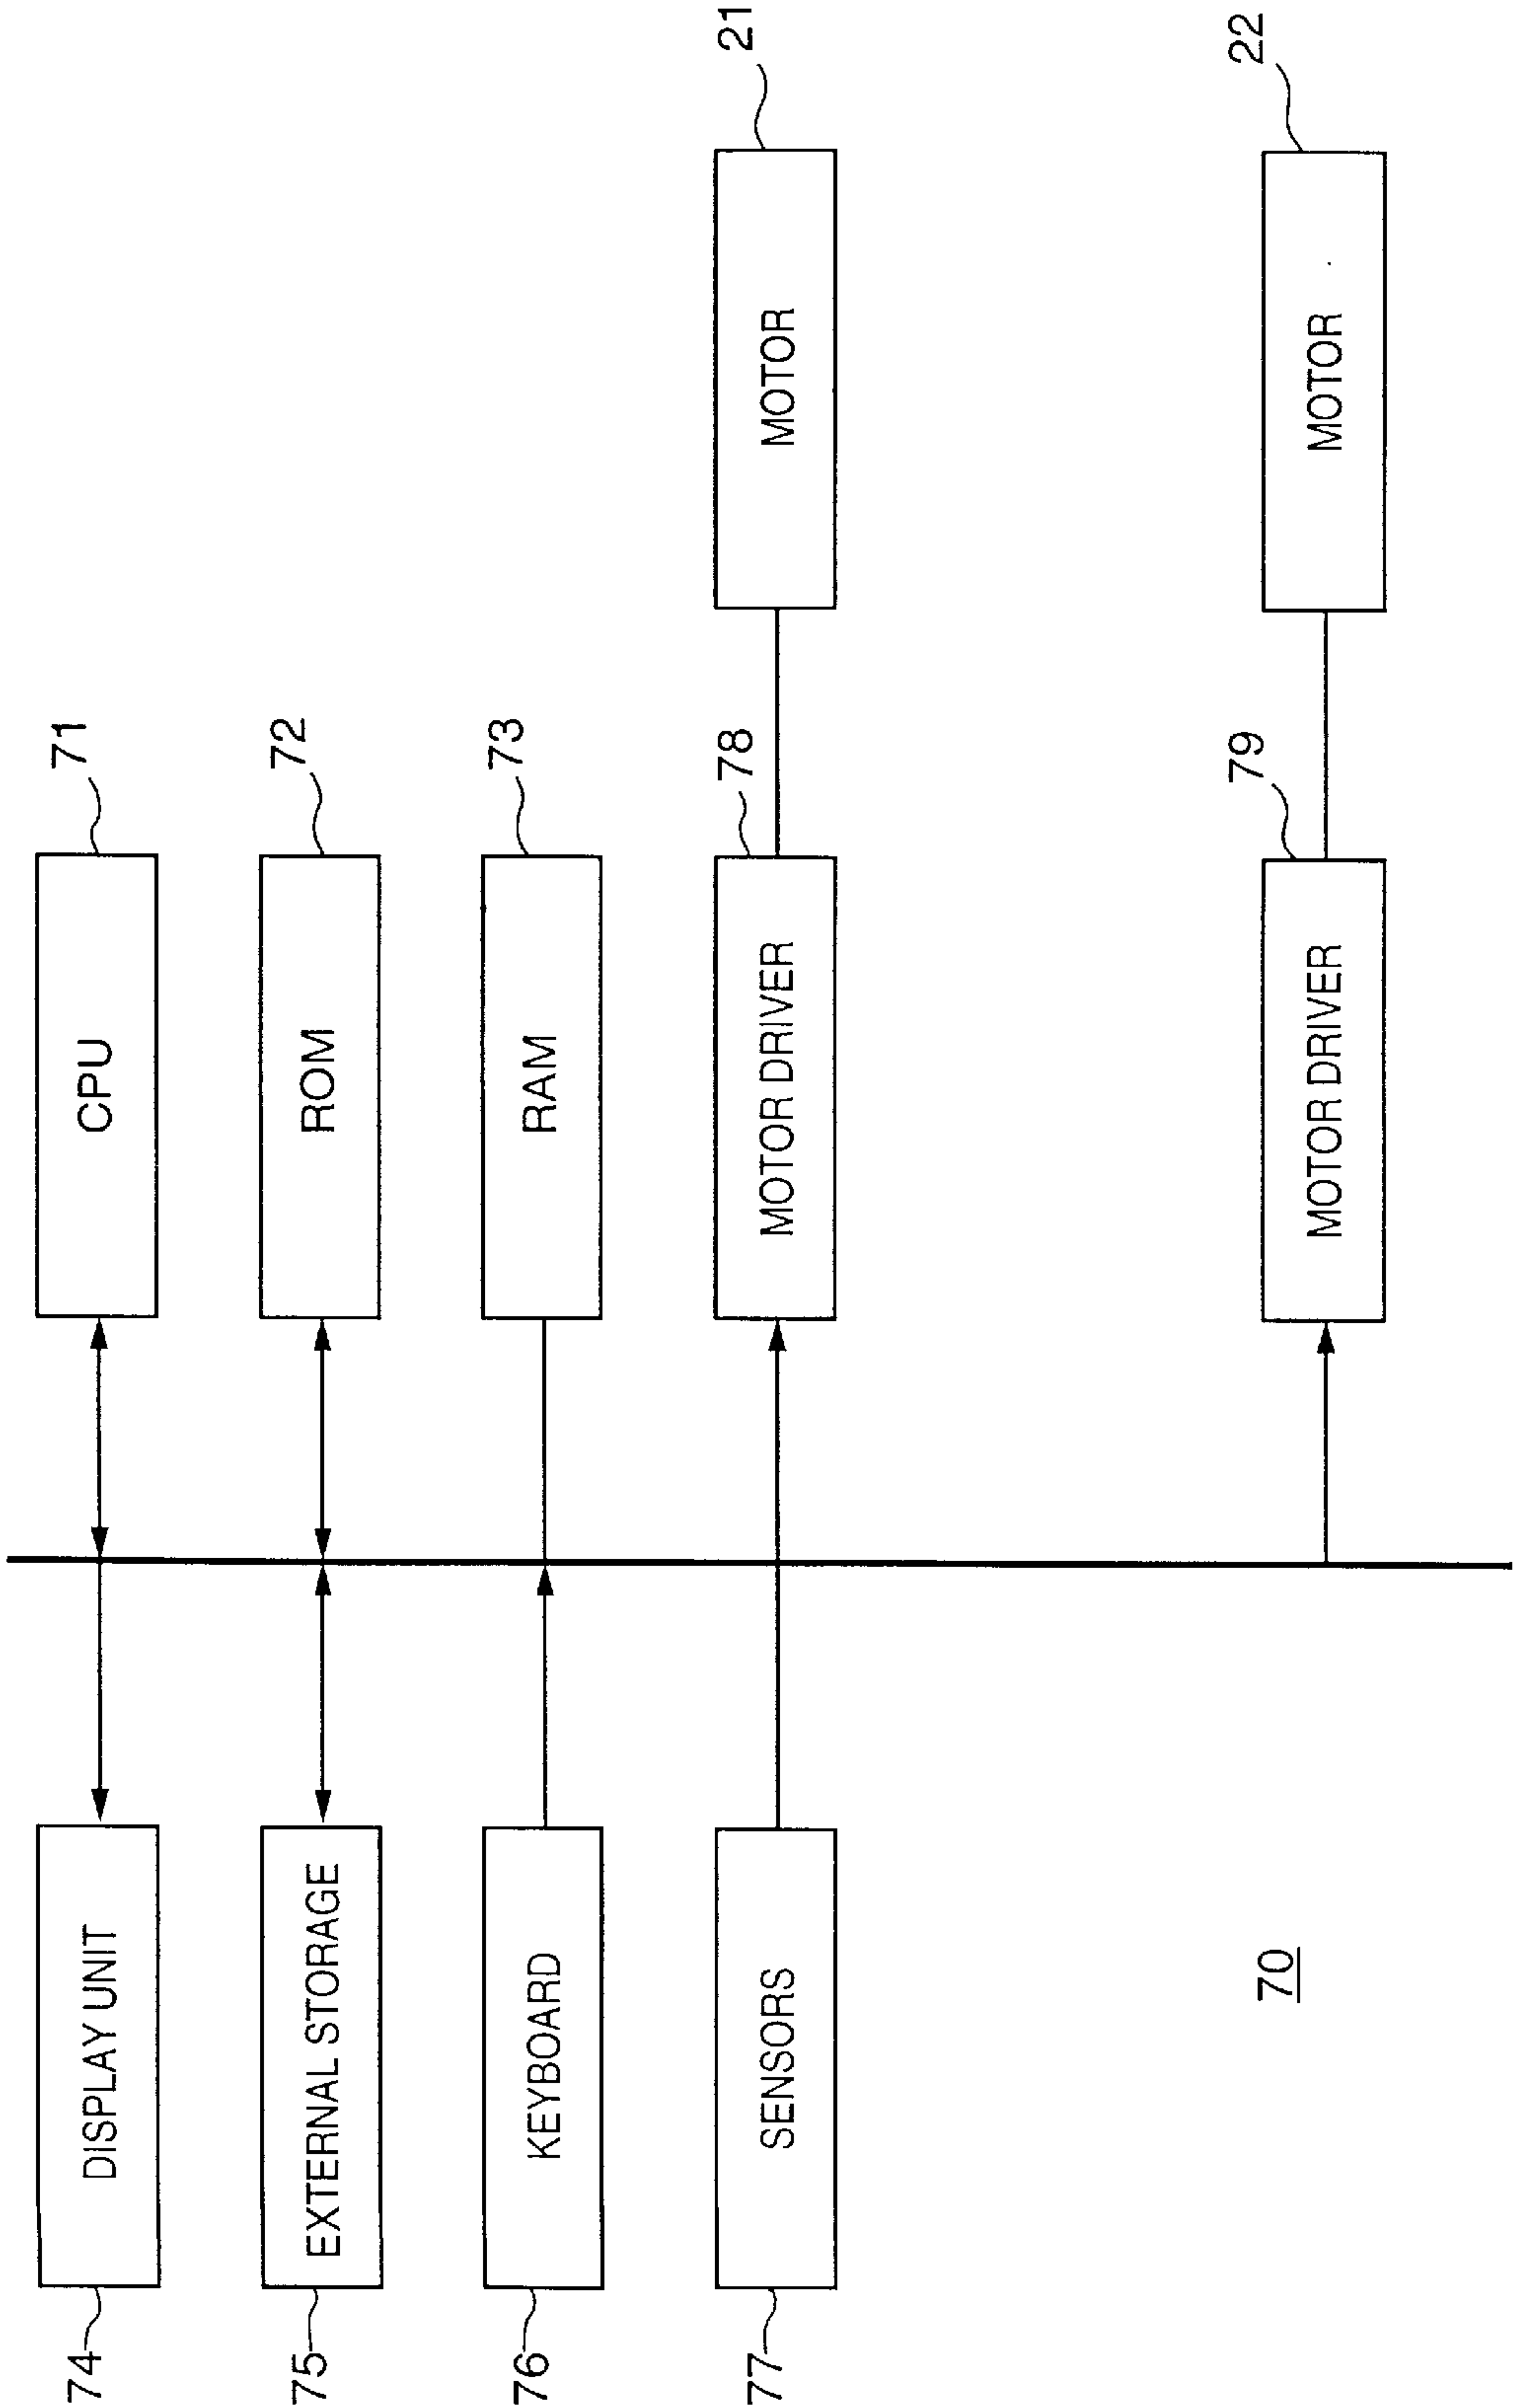 74
DISPLAY UNIT
CPU
71
75
EXTERNAL STORAGE
ROM
72
76
KEYBOARD
RAM
73
77
SENSORS
MOTOR DRIVER
78
MOTOR
21
70
MOTOR DRIVER
79
MOTOR
22